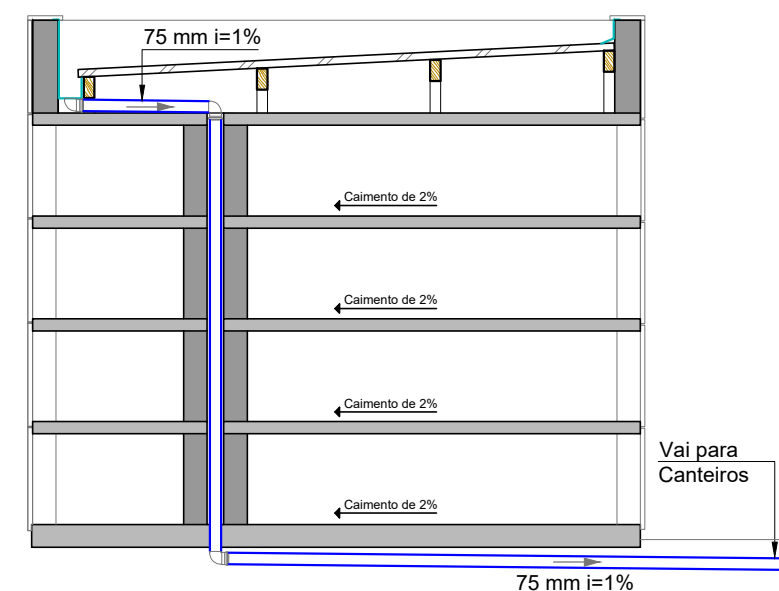 75 mm i=1%
Caimento de 2%
Caimento de 2%
Caimento de 2%
Caimento de 2%
Vai para
Canteiros
75 mm i=1%